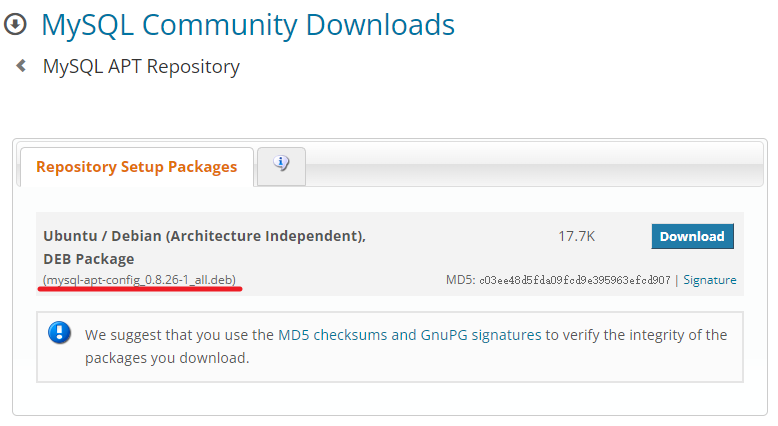 MySQL Community Downloads
MySQL APT Repository
Repository Setup Packages
Ubuntu / Debian (Architecture Independent),
DEB Package
17.7K
Download
(mysql-apt-config_0.8.26-1_all.deb)
MD5: c03ee48d5fda09fcd9e395963efcd907 | Signature
We suggest that you use the MD5 checksums and GnuPG signatures to verify the integrity of the
packages you download.